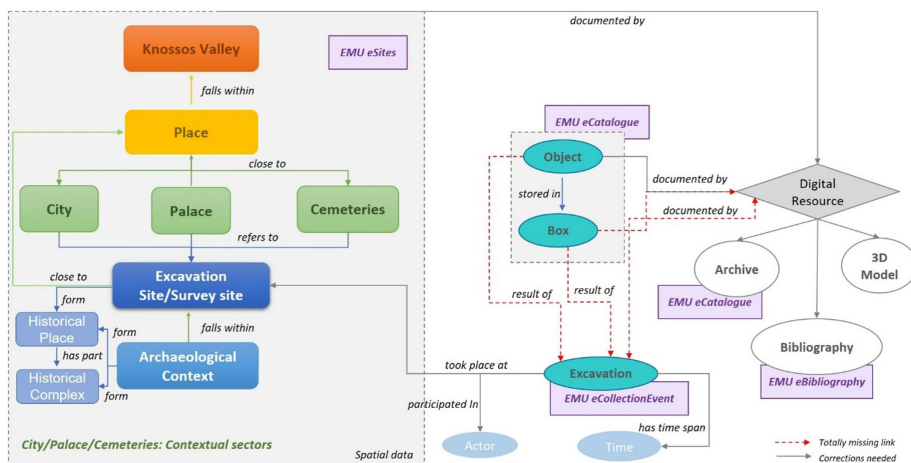 documented by
Knossos Valley
EMU eSites
falls within
EMU eCatalogue
Place
Object
close to
documented by
Digital
Resource
stored in
City
Palace
Cemeteries
documented by
Box
refers to
Excavation
Site/Survey site
3D
Model
Archive
close to
EMU eCatalogue
form
result of
result of
Historical
Place
form
falls within
Bibliography
has part
Archaeological
Context
took place at
Excavation
EMU eBibliography
Historical
Complex
EMU eCollectionEvent
form
participated In
has time span
City/Palace/Cemeteries: Contextual sectors
Actor
Time
Totally missing link
Spatial data
Corrections needed